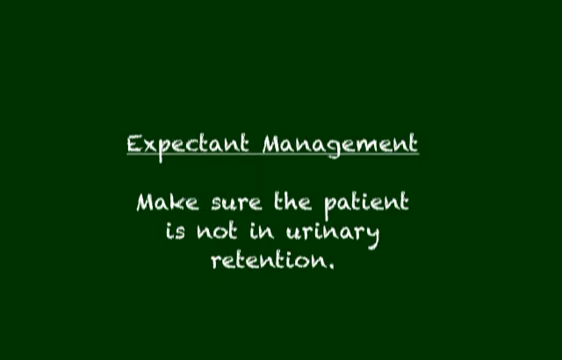 Expectant Management
Make sure the patient
is not in urinary
retention.